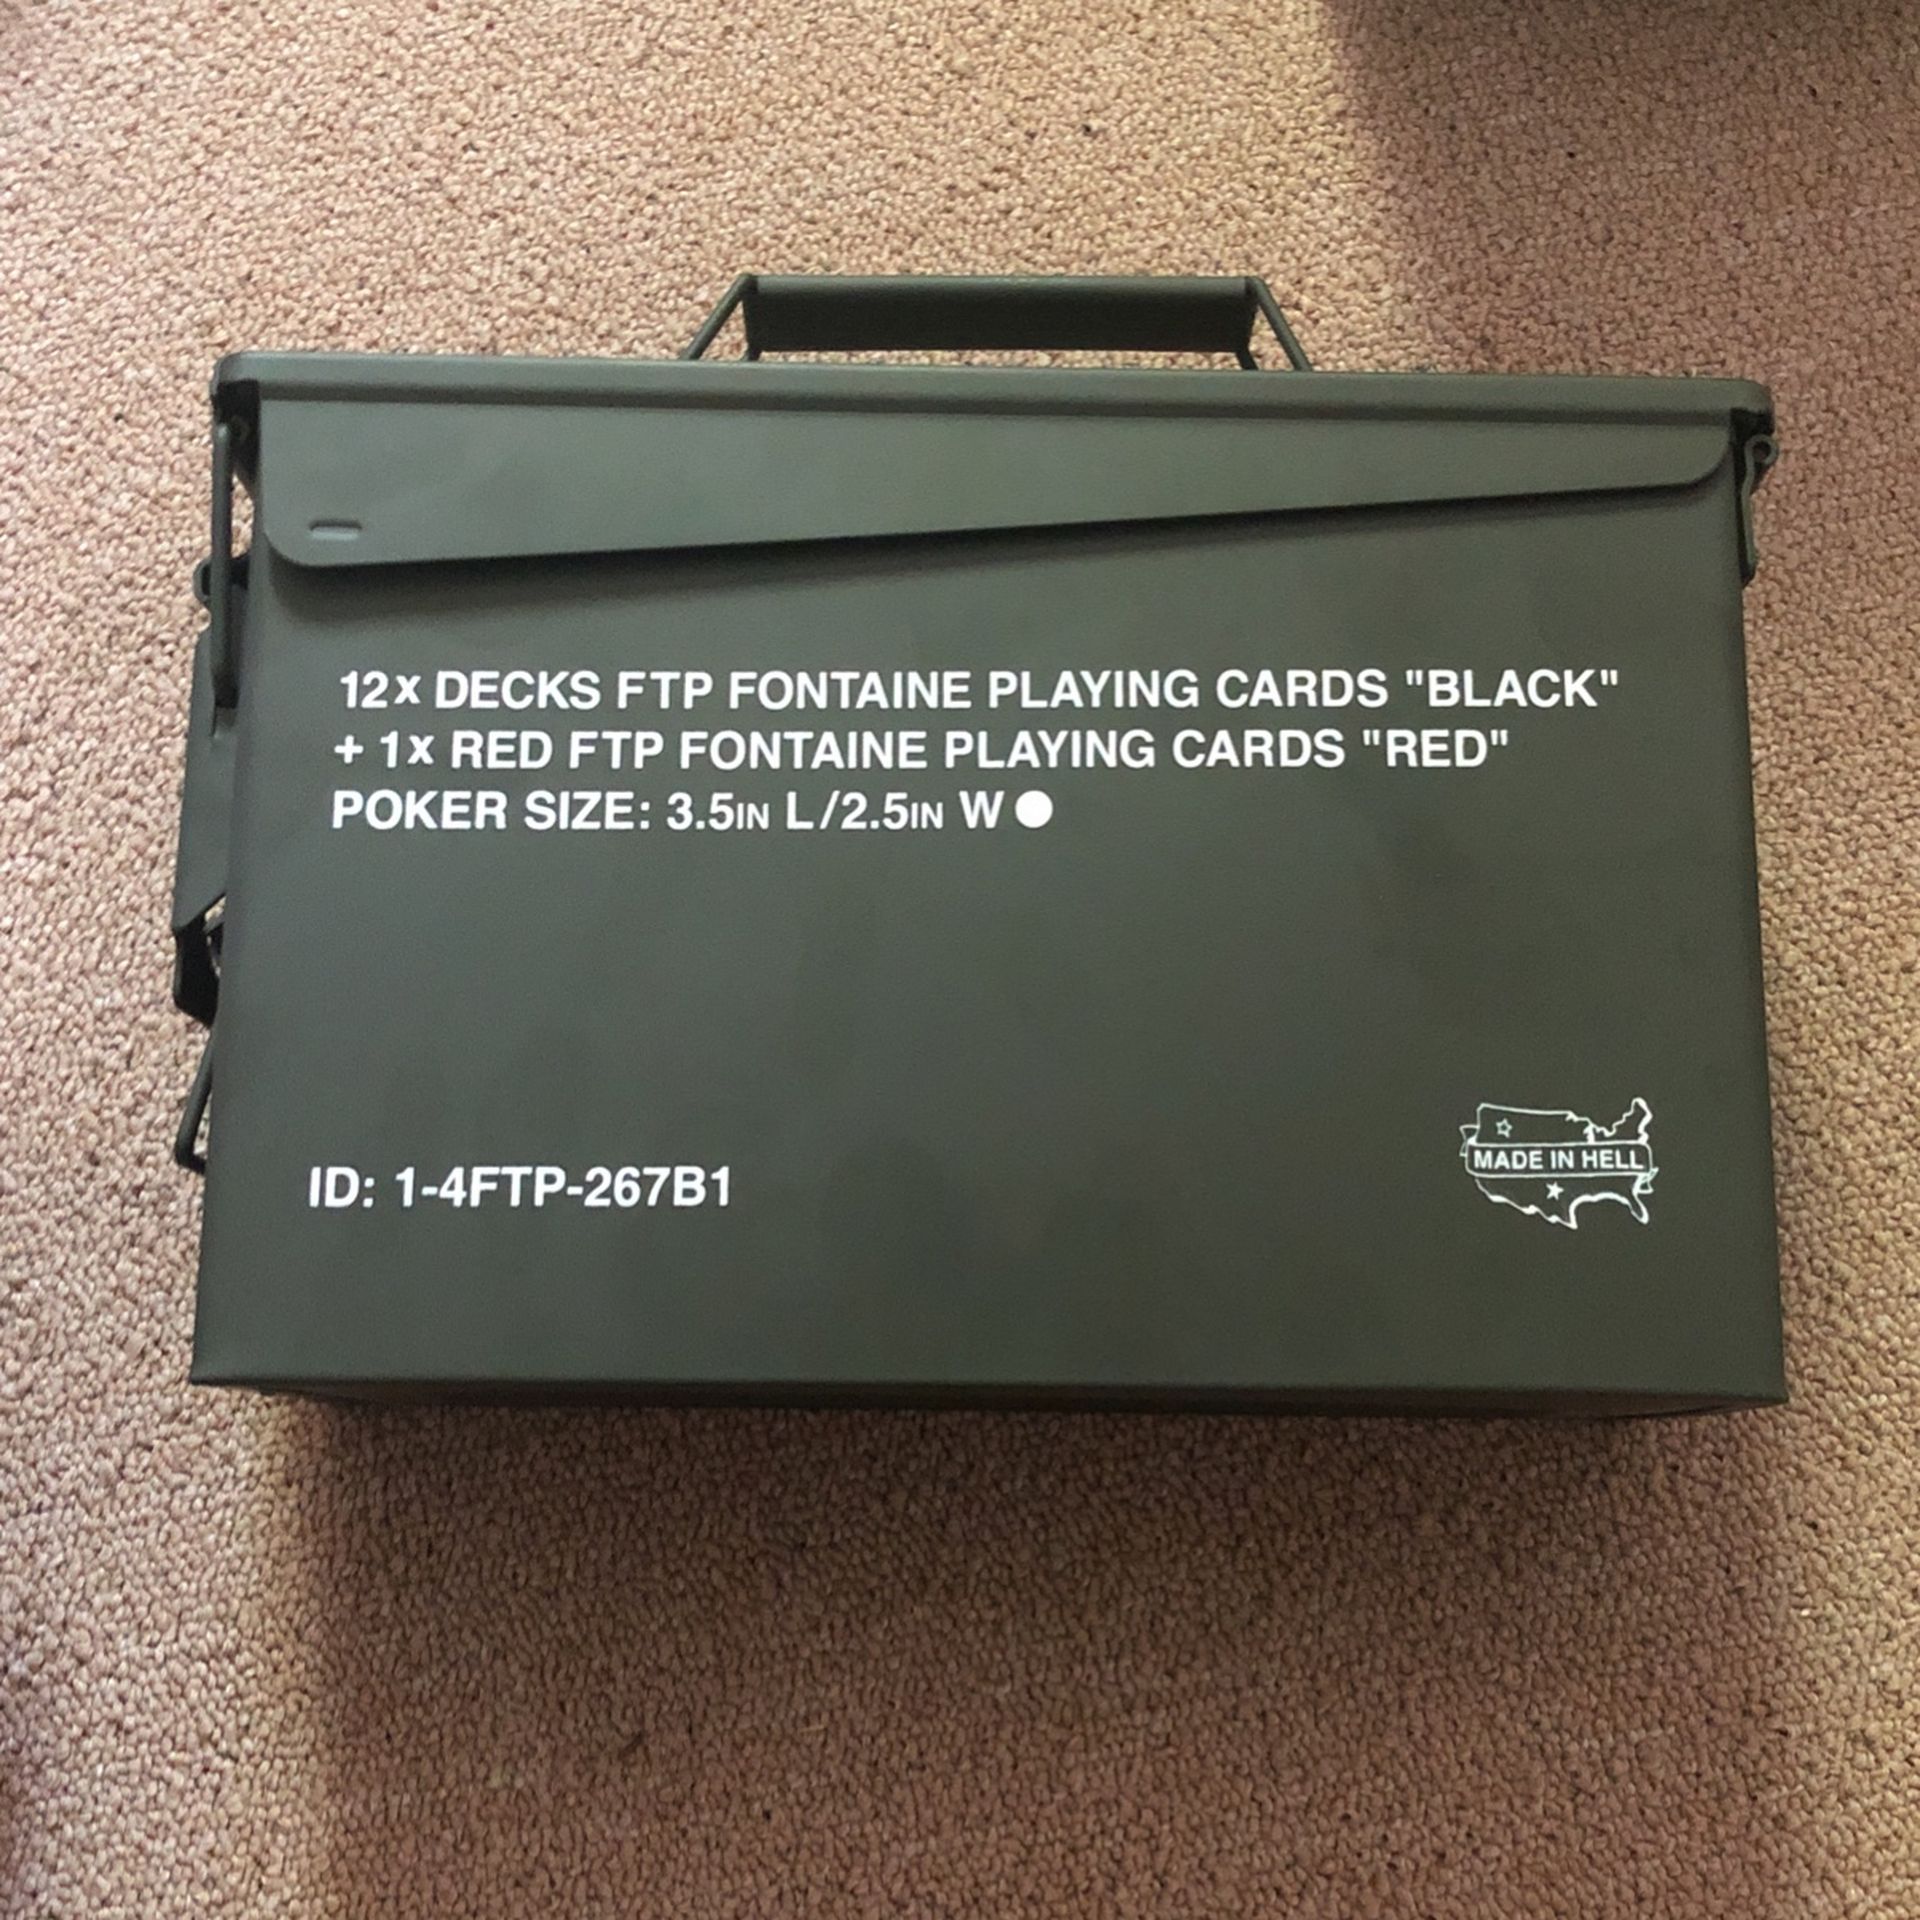 12x DECKS FTP FONTAINE PLAYING CARDS "BLACK"
+ 1x RED FTP FONTAINE PLAYING CARDS "RED"
POKER SIZE: 3.5IN L/2.5IN W
ID: 1-4FTP-267B1
MADE IN HELL